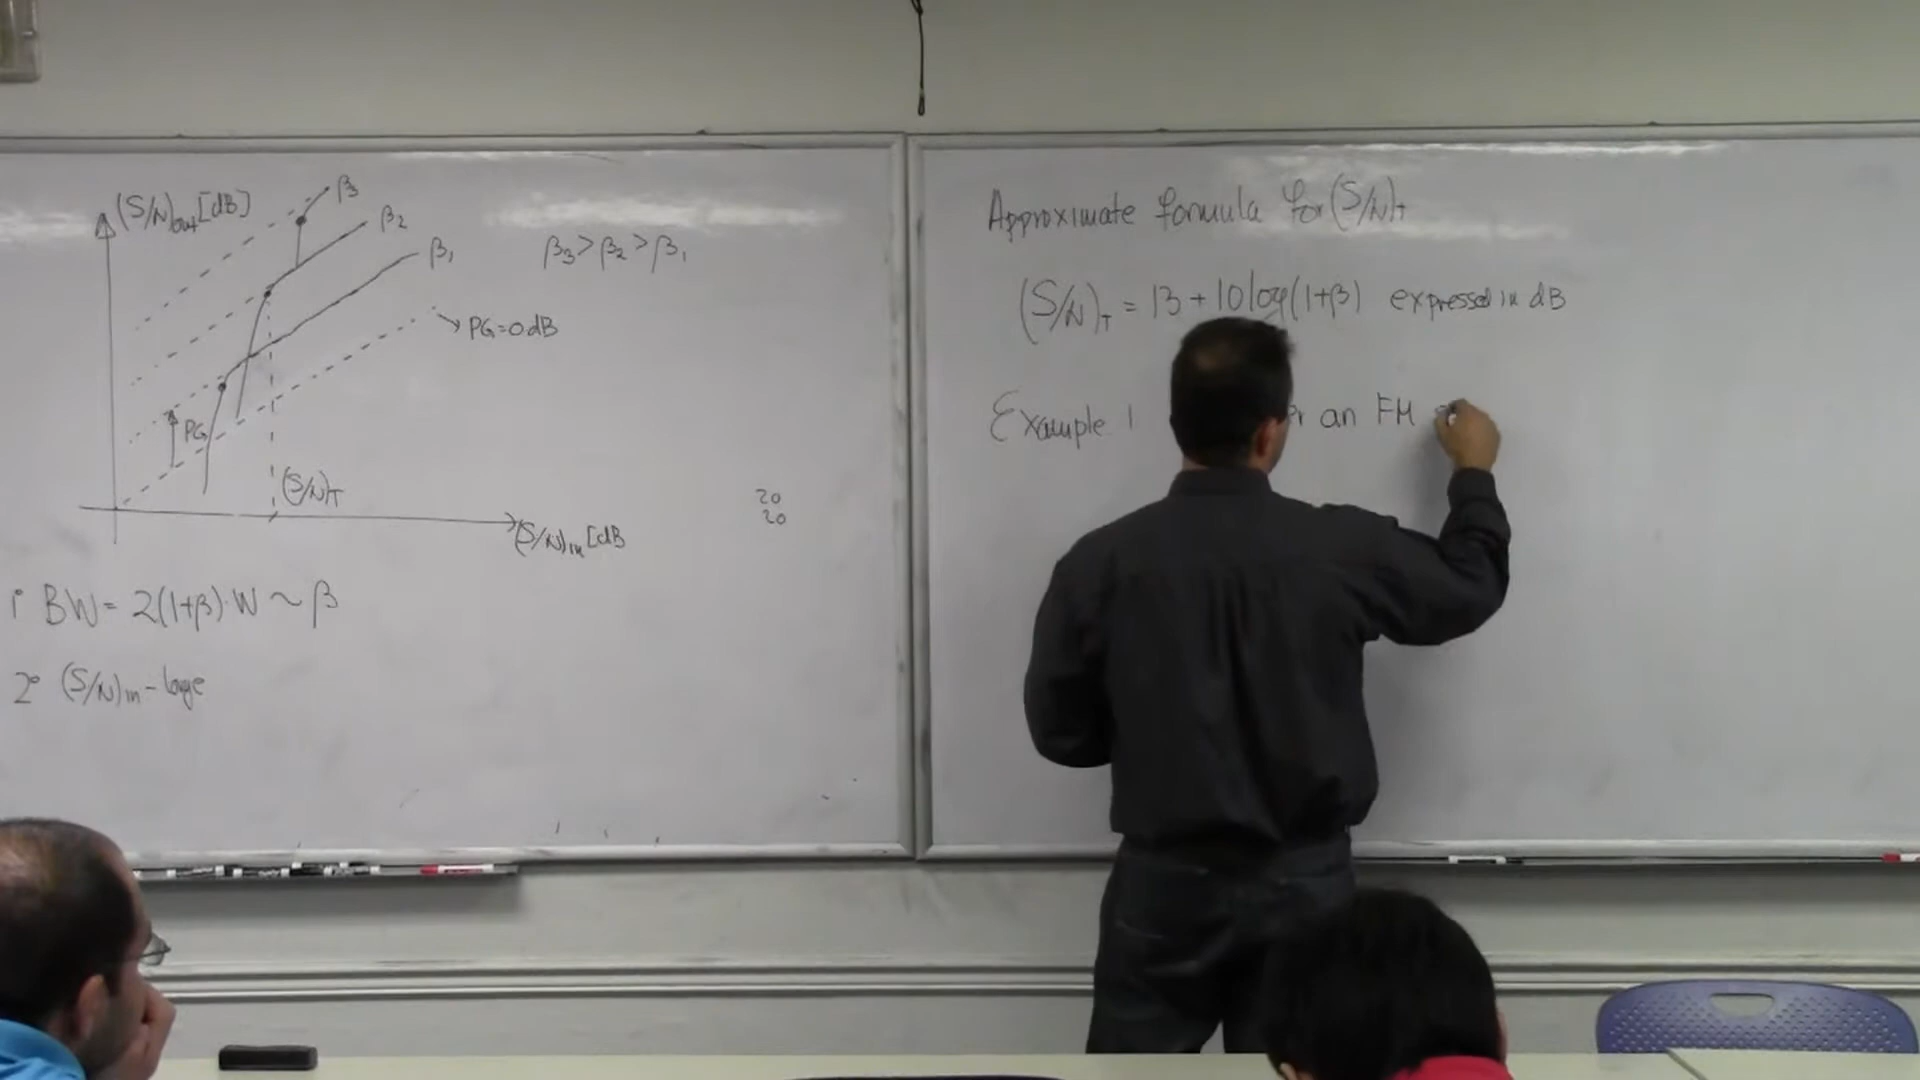 (S/N)out [dB]
β3
β2
β1
β3 > β2 > β1
PG=0dB
PG
(S/N)T
(S/N)in [dB
20
20
1° BW = 2(1+β)·W ~ β
2° (S/N)in - large
Approximate formula for (S/N)T
(S/N)T = 13 + 10 log(1+β) expressed in dB
Example 1 er an FM